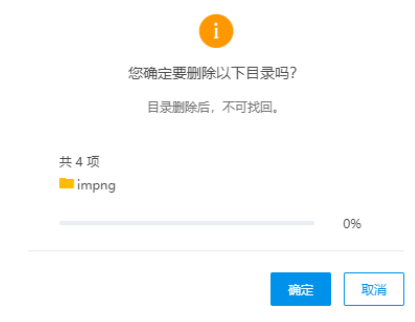 您确定要删除以下目录吗?
目录删除后，不可找回。
共 4 项
impng
0%
确定 取消